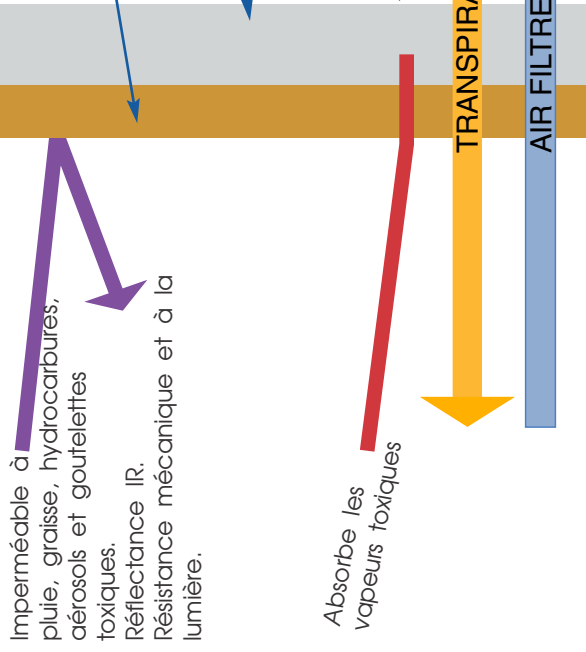 Imperméable à
pluie, graisse, hydrocarbures,
aérosols et goutelettes
toxiques.
Réflectance IR.
Résistance mécanique et à la
lumière.
Absorbe les
vapeurs toxiques
TRANSPIRA
AIR FILTRE